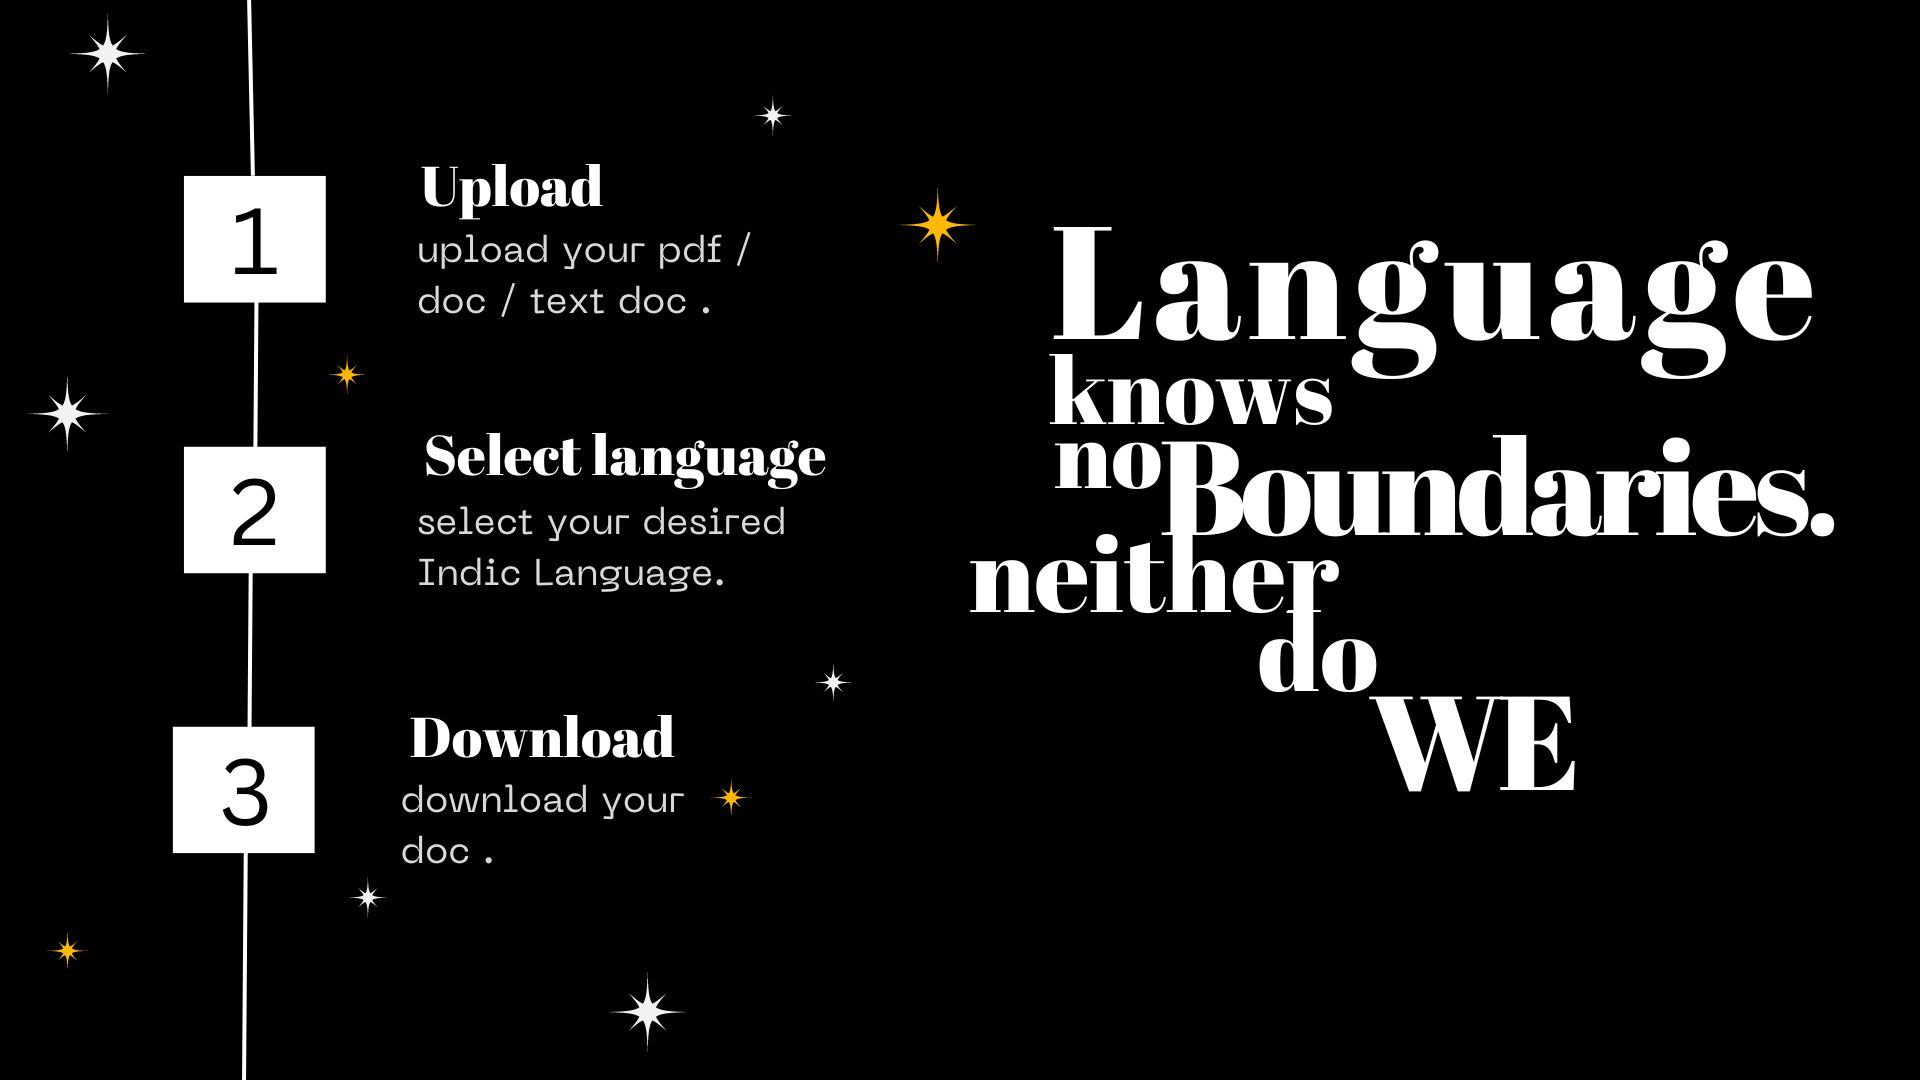 1
Upload
upload your pdf /
doc / text doc .
2
Select language
select your desired
Indic Language.
3
Download
download your
doc .
Language
knows
no Boundaries.
neither
do
WE